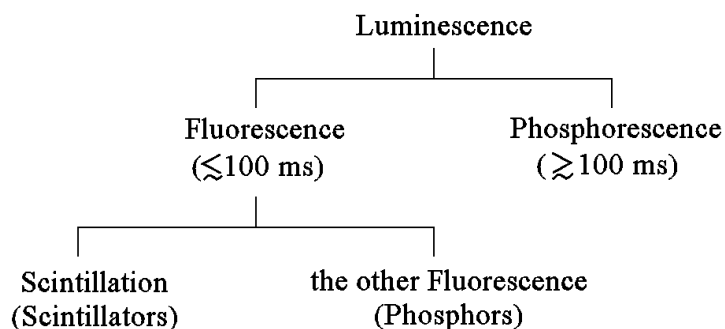 Luminescence
Fluorescence
(≲100 ms)
Phosphorescence
(≳100 ms)
Scintillation
(Scintillators)
the other Fluorescence
(Phosphors)